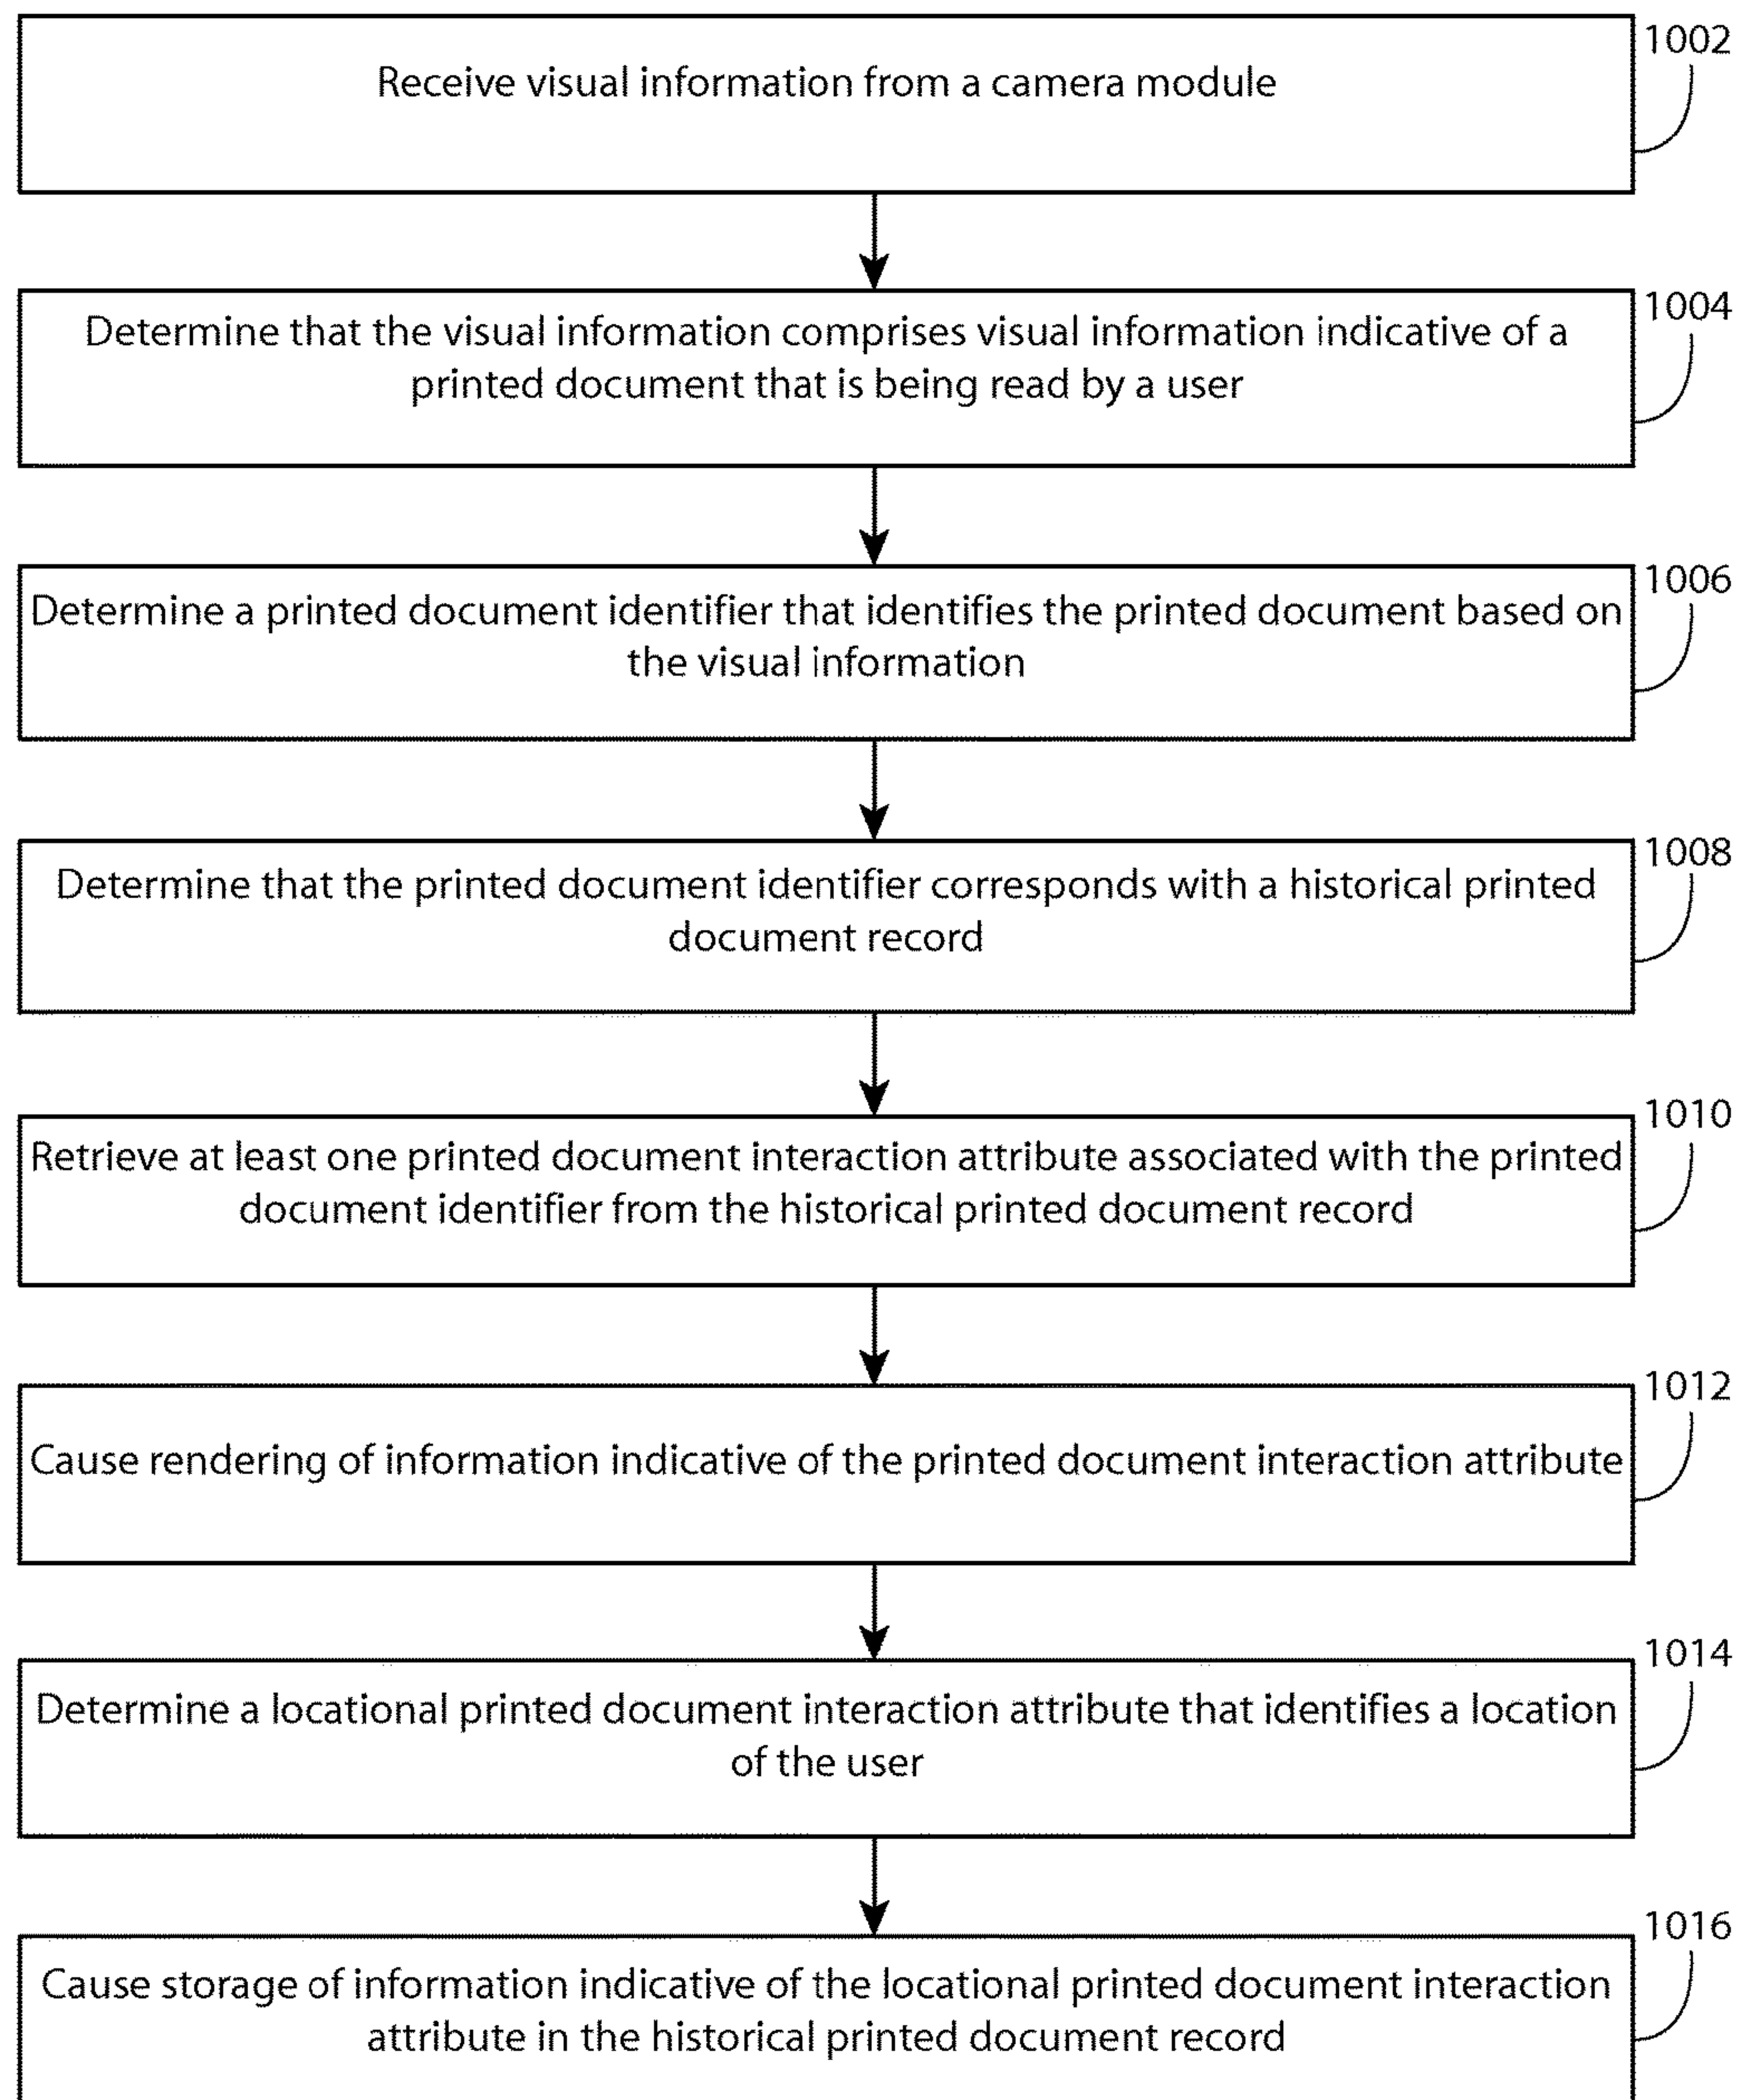 1002
Receive visual information from a camera module
1004
Determine that the visual information comprises visual information indicative of a
printed document that is being read by a user
1006
Determine a printed document identifier that identifies the printed document based on
the visual information
1008
Determine that the printed document identifier corresponds with a historical printed
document record
1010
Retrieve at least one printed document interaction attribute associated with the printed
document identifier from the historical printed document record
1012
Cause rendering of information indicative of the printed document interaction attribute
1014
Determine a locational printed document interaction attribute that identifies a location
of the user
1016
Cause storage of information indicative of the locational printed document interaction
attribute in the historical printed document record